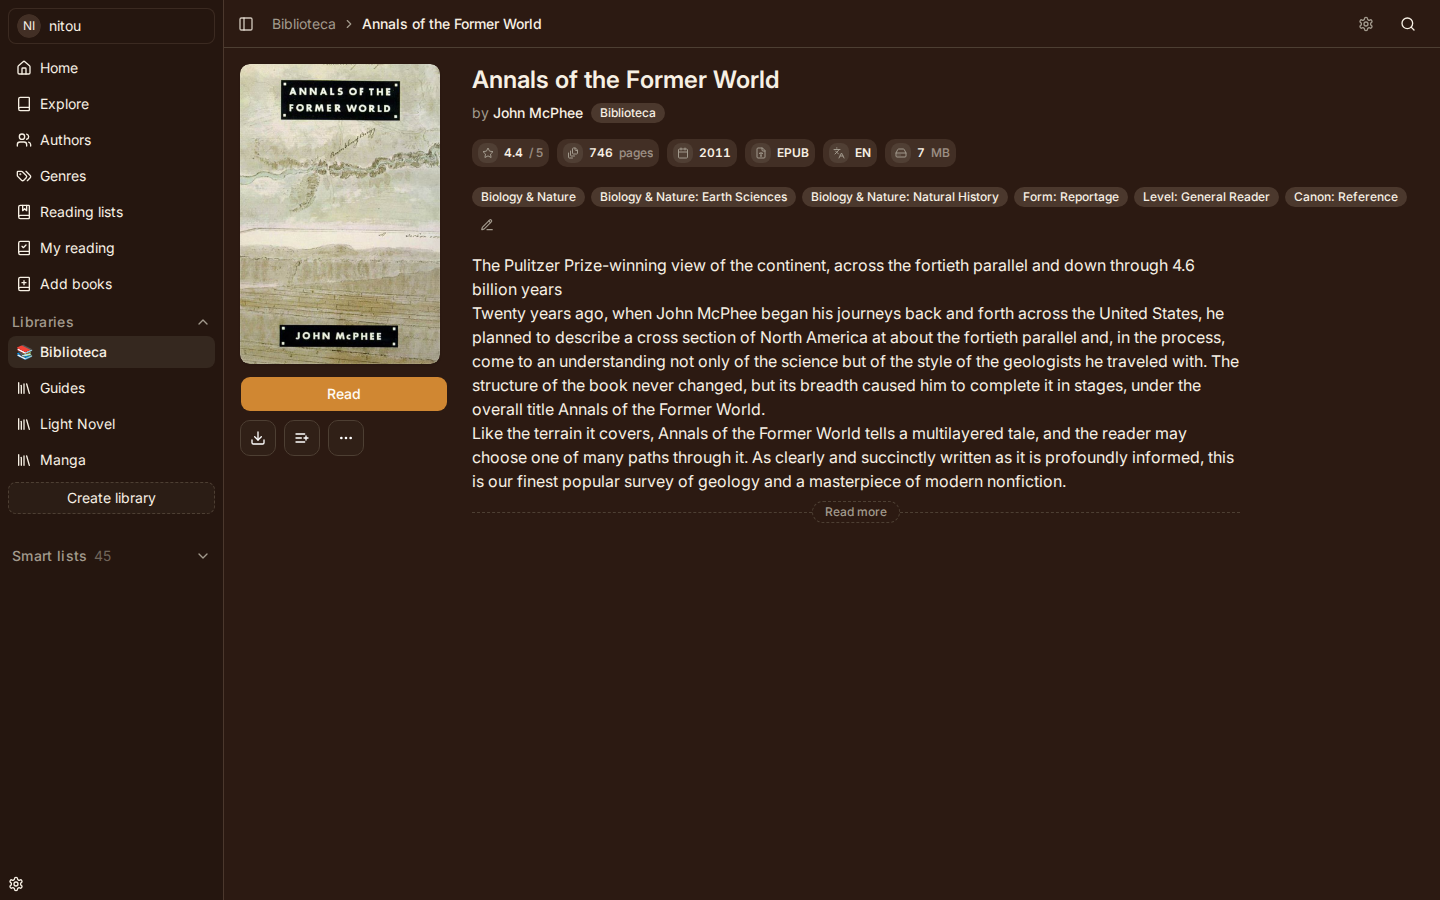 NI nitou
Home
Explore
Authors
Genres
Reading lists
My reading
Add books
Libraries
Biblioteca
Guides
Light Novel
Manga
Create library
Smart lists 45
Biblioteca > Annals of the Former World
ANNALS OF THE
FORMER WORLD
JOHN McPHEE
Read
Annals of the Former World
by John McPhee Biblioteca
4.4 / 5 746 pages 2011 EPUB EN 7 MB
Biology & Nature Biology & Nature: Earth Sciences Biology & Nature: Natural History Form: Reportage Level: General Reader Canon: Reference
The Pulitzer Prize-winning view of the continent, across the fortieth parallel and down through 4.6
billion years
Twenty years ago, when John McPhee began his journeys back and forth across the United States, he
planned to describe a cross section of North America at about the fortieth parallel and, in the process,
come to an understanding not only of the science but of the style of the geologists he traveled with. The
structure of the book never changed, but its breadth caused him to complete it in stages, under the
overall title Annals of the Former World.
Like the terrain it covers, Annals of the Former World tells a multilayered tale, and the reader may
choose one of many paths through it. As clearly and succinctly written as it is profoundly informed, this
is our finest popular survey of geology and a masterpiece of modern nonfiction.
Read more